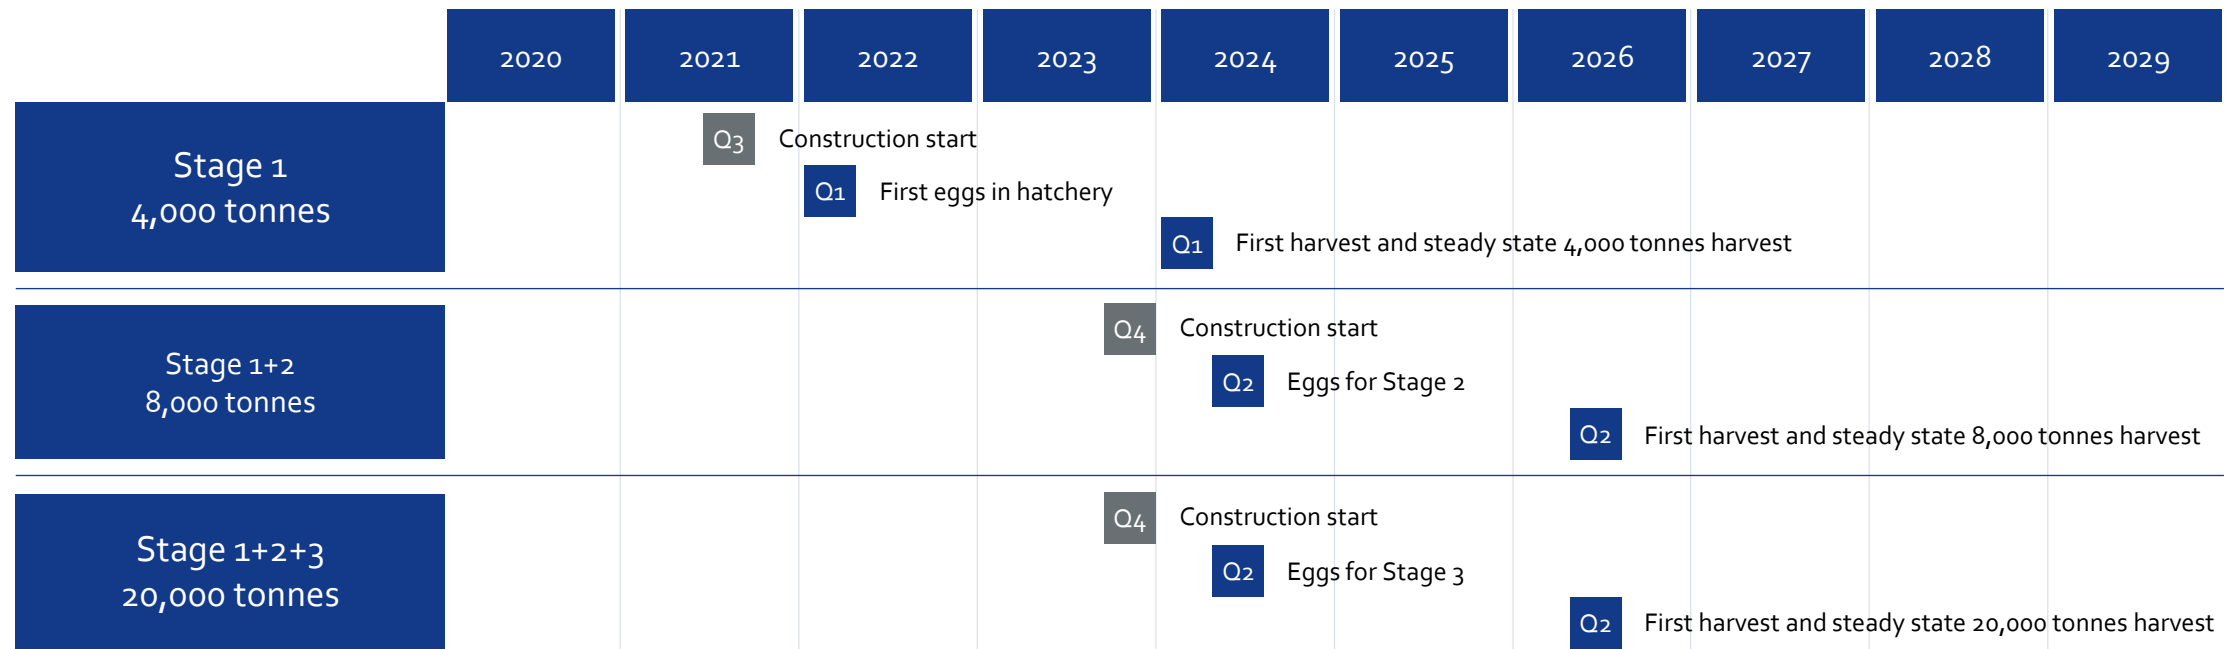 2020 2021 2022 2023 2024 2025 2026 2027 2028 2029
Stage 1
4,000 tonnes
Q3 Construction start
Q1 First eggs in hatchery
Q1 First harvest and steady state 4,000 tonnes harvest
Stage 1+2
8,000 tonnes
Q4 Construction start
Q2 Eggs for Stage 2
Q2 First harvest and steady state 8,000 tonnes harvest
Stage 1+2+3
20,000 tonnes
Q4 Construction start
Q2 Eggs for Stage 3
Q2 First harvest and steady state 20,000 tonnes harvest